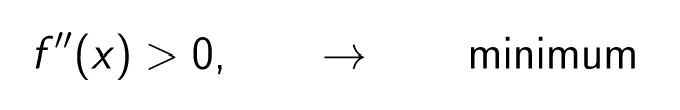 f″(x) > 0, → minimum